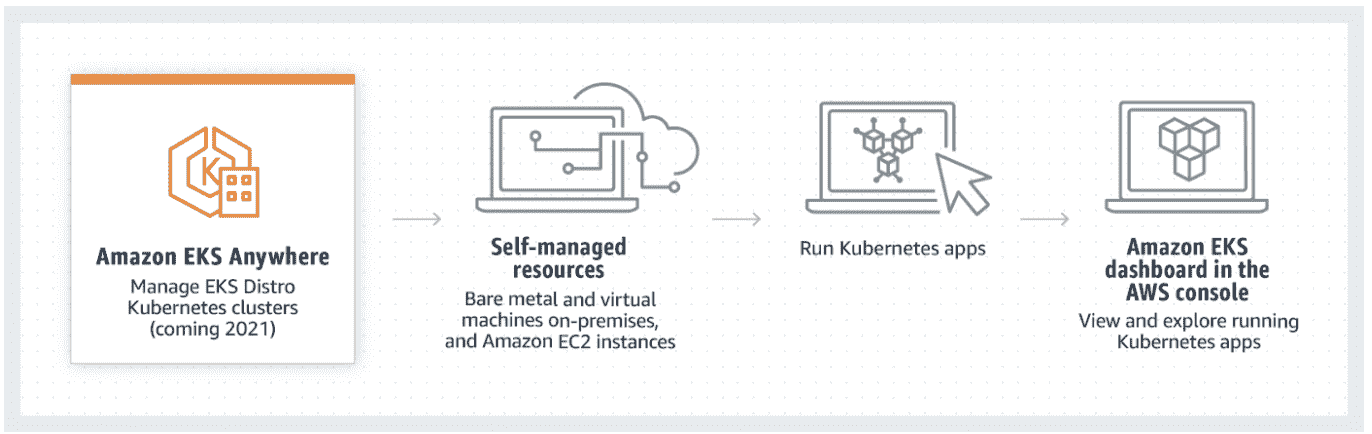 K
Amazon EKS Anywhere
Manage EKS Distro
Kubernetes clusters
(coming 2021)
Self-managed
resources
Bare metal and virtual
machines on-premises,
and Amazon EC2 instances
Run Kubernetes apps
Amazon EKS
dashboard in the
AWS console
View and explore running
Kubernetes apps